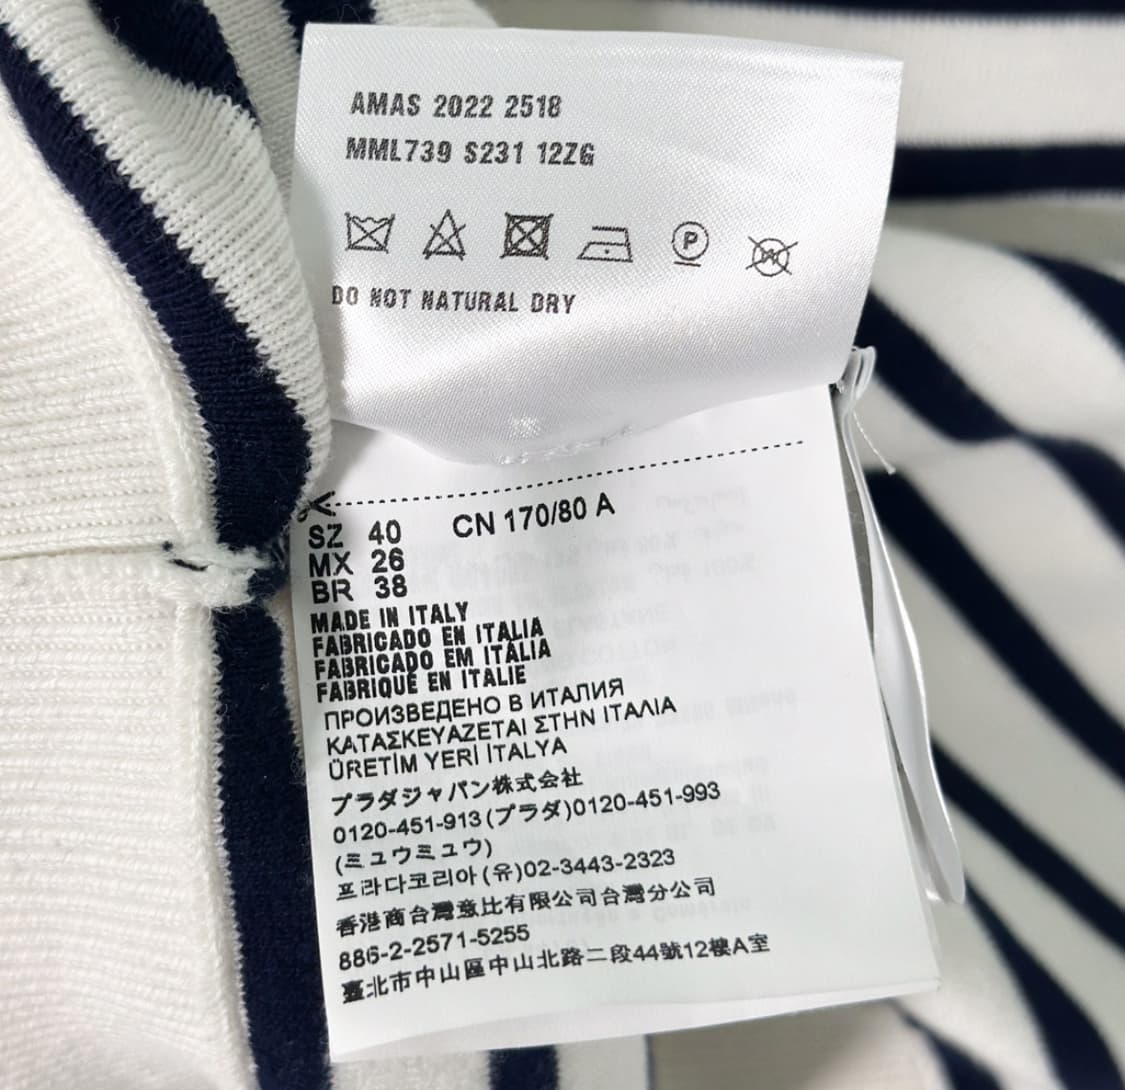 AMAS 2022 2518
MML739 S231 12ZG
P
W
DO NOT NATURAL DRY
SZ 40 CN 170/80 A
MX 26
BR 38
MADE IN ITALY
FABRICADO EN ITALIA
FABRICADO EM ITALIA
FABRIQUÉ EN ITALIE
ПРОИЗВЕДЕНО В ИТАЛИЯ
ΚΑΤΑΣΚΕΥΑΖΕΤΑΙ ΣΤΗΝ ΙΤΑΛΙΑ
ÜRETİM YERİ İTALYA
プラダジャパン株式会社
0120-451-913(プラダ)0120-451-993
(ミュウミュウ)
프라다코리아(유)02-3443-2323
香港商台灣意比有限公司台灣分公司
886-2-2571-5255
臺北市中山區中山北路二段44號12樓A室